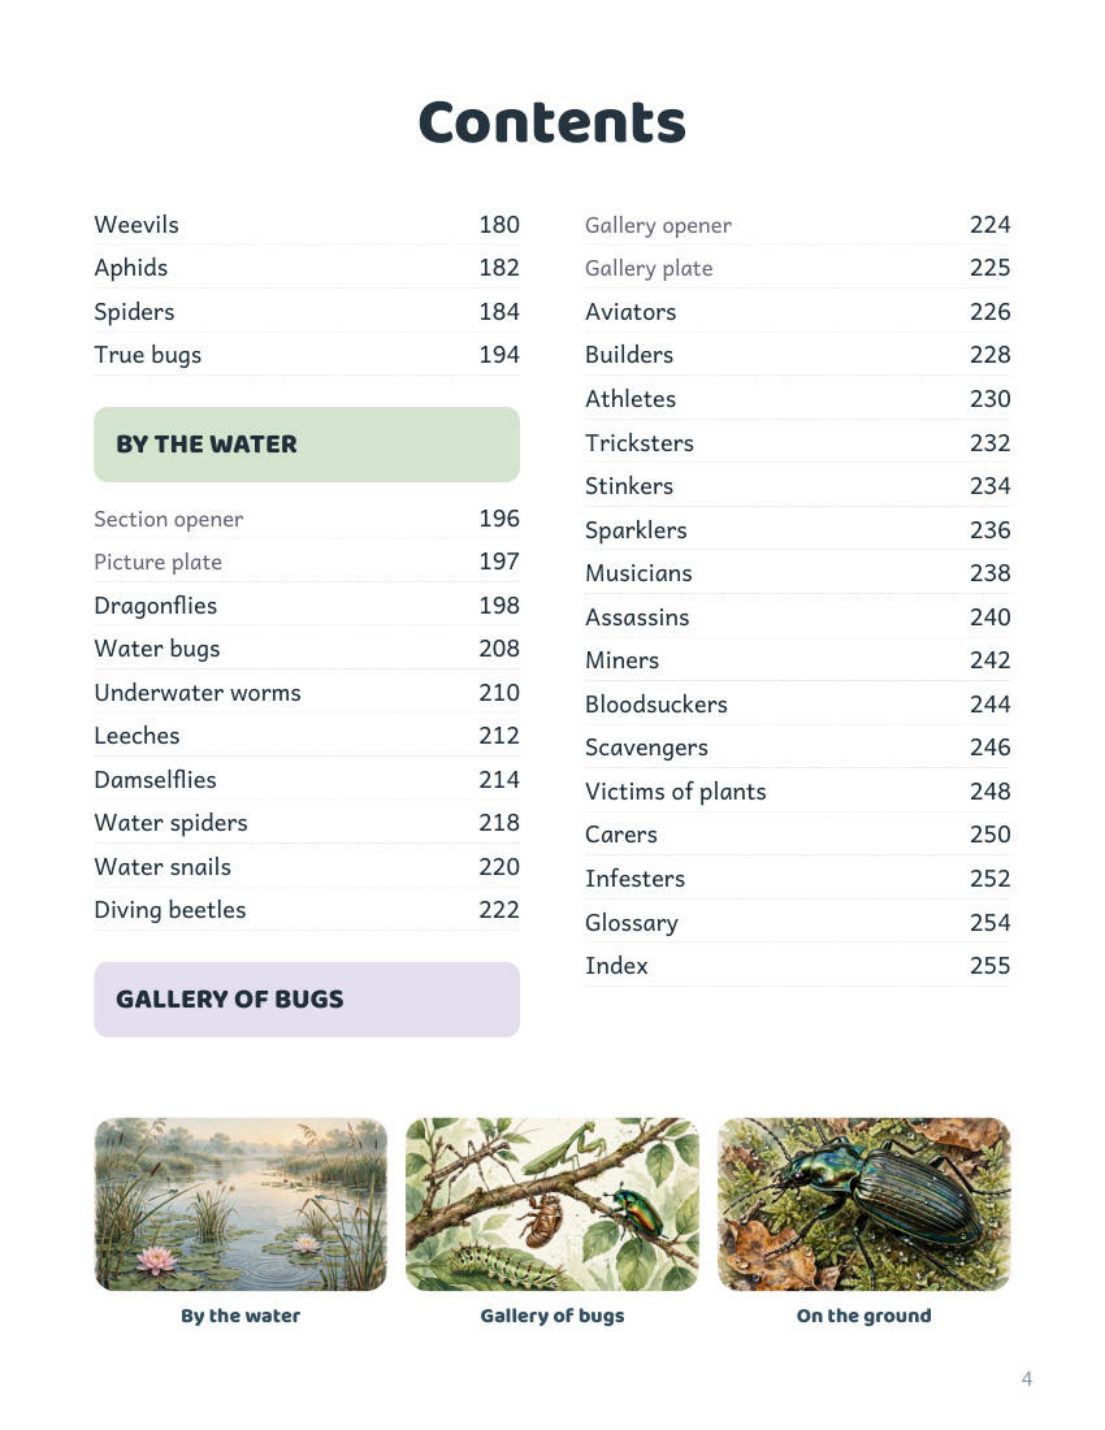 Contents
Weevils 180
Aphids 182
Spiders 184
True bugs 194
BY THE WATER
Section opener 196
Picture plate 197
Dragonflies 198
Water bugs 208
Underwater worms 210
Leeches 212
Damselflies 214
Water spiders 218
Water snails 220
Diving beetles 222
GALLERY OF BUGS
Gallery opener 224
Gallery plate 225
Aviators 226
Builders 228
Athletes 230
Tricksters 232
Stinkers 234
Sparklers 236
Musicians 238
Assassins 240
Miners 242
Bloodsuckers 244
Scavengers 246
Victims of plants 248
Carers 250
Infesters 252
Glossary 254
Index 255
By the water
Gallery of bugs
On the ground
4